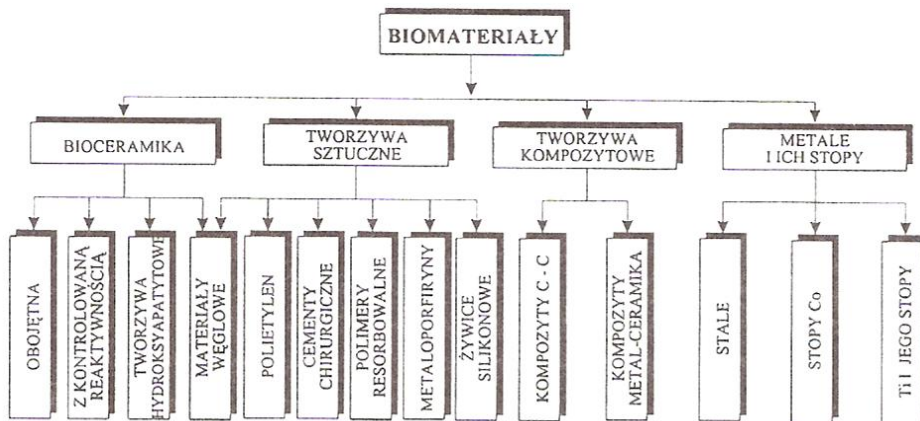 BIOMATERIAŁY
BIOCERAMIKA
TWORZYWA
SZTUCZNE
TWORZYWA
KOMPOZYTOWE
METALE
I ICH STOPY
OBOJĘTNA
Z KONTROLOWANĄ
REAKTYWNOŚCIĄ
TWORZYWA
HYDROKSYAPATYTOWE
MATERIAŁY
WĘGLOWE
POLIETYLEN
CEMENTY
CHIRURGICZNE
POLIMERY
RESORBOWALNE
METALOPORFIRYNY
ŻYWICE
SILIKONOWE
KOMPOZYTY C - C
KOMPOZYTY
METAL-CERAMIKA
STALE
STOPY Co
Ti I JEGO STOPY